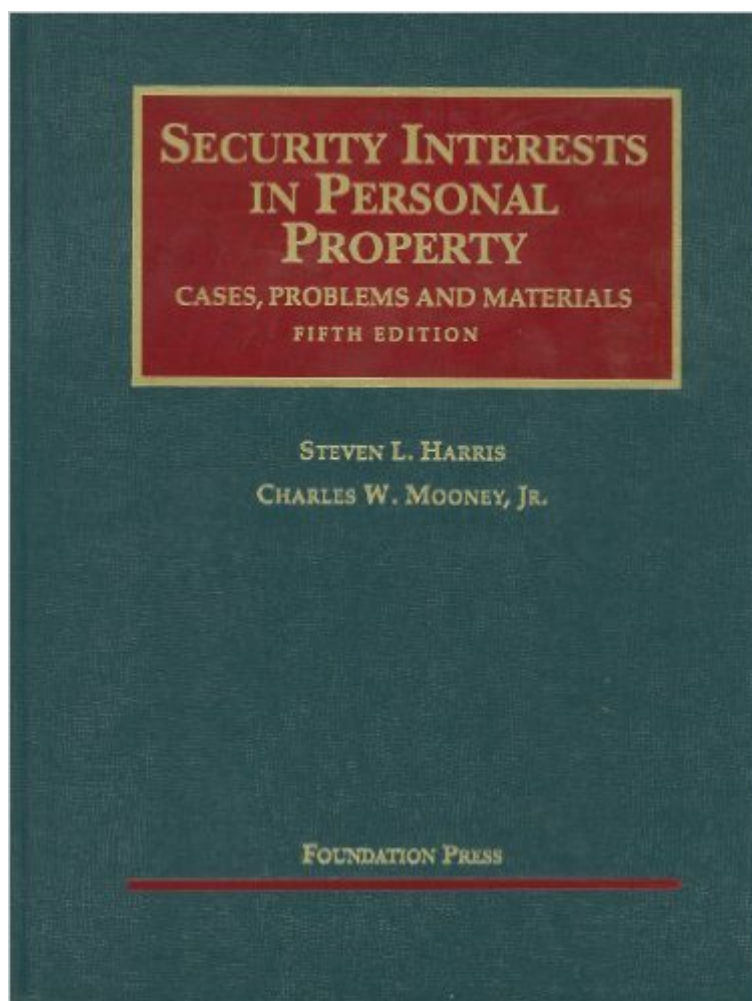 SECURITY INTERESTS
IN PERSONAL
PROPERTY
CASES, PROBLEMS AND MATERIALS
FIFTH EDITION
STEVEN L. HARRIS
CHARLES W. MOONEY, JR.
FOUNDATION PRESS